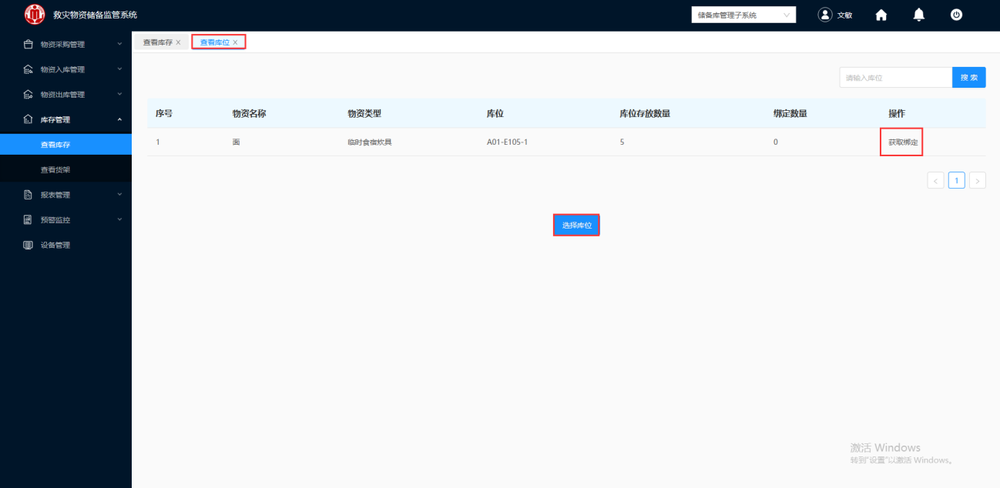 救灾物资储备监管系统
储备库管理子系统
文敏
物资采购管理
物资入库管理
物资出库管理
库存管理
查看库存
查看货架
报表管理
预警监控
设备管理
查看库存 ×
查看库位 ×
请输入库位
搜 索
序号 物资名称 物资类型 库位 库位存放数量 绑定数量 操作
1 面 临时食宿炊具 A01-E105-1 5 0 获取绑定
< 1 >
选择库位
激活 Windows
转到"设置"以激活 Windows。